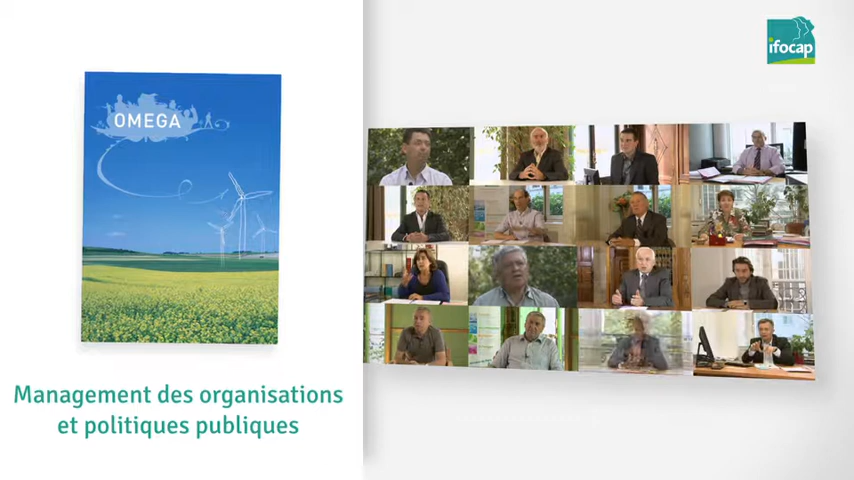 OMEGA
Management des organisations
et politiques publiques
ifocap